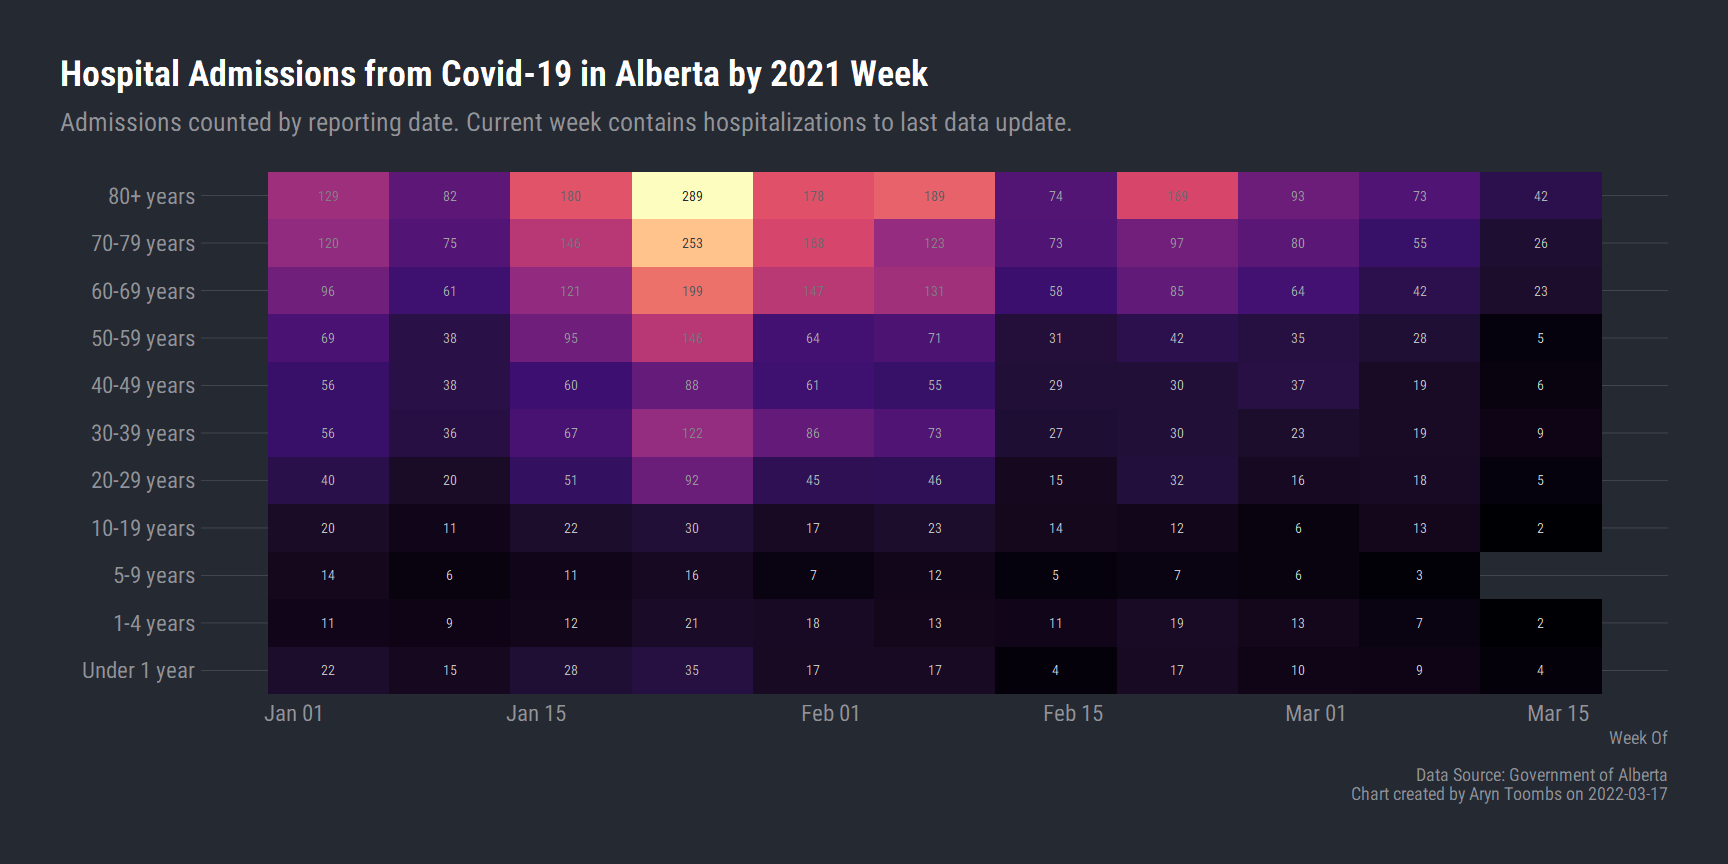 Hospital Admissions from Covid-19 in Alberta by 2021 Week
Admissions counted by reporting date. Current week contains hospitalizations to last data update.
80+ years 129 82 180 289 178 189 74 169 93 73 42
70-79 years 120 75 146 253 168 123 73 97 80 55 26
60-69 years 96 61 121 199 147 131 58 85 64 42 23
50-59 years 69 38 95 146 64 71 31 42 35 28 5
40-49 years 56 38 60 88 61 55 29 30 37 19 6
30-39 years 56 36 67 122 86 73 27 30 23 19 9
20-29 years 40 20 51 92 45 46 15 32 16 18 5
10-19 years 20 11 22 30 17 23 14 12 6 13 2
5-9 years 14 6 11 16 7 12 5 7 6 3
1-4 years 11 9 12 21 18 13 11 19 13 7 2
Under 1 year 22 15 28 35 17 17 4 17 10 9 4
Jan 01 Jan 15 Feb 01 Feb 15 Mar 01 Mar 15
Week Of
Data Source: Government of Alberta
Chart created by Aryn Toombs on 2022-03-17